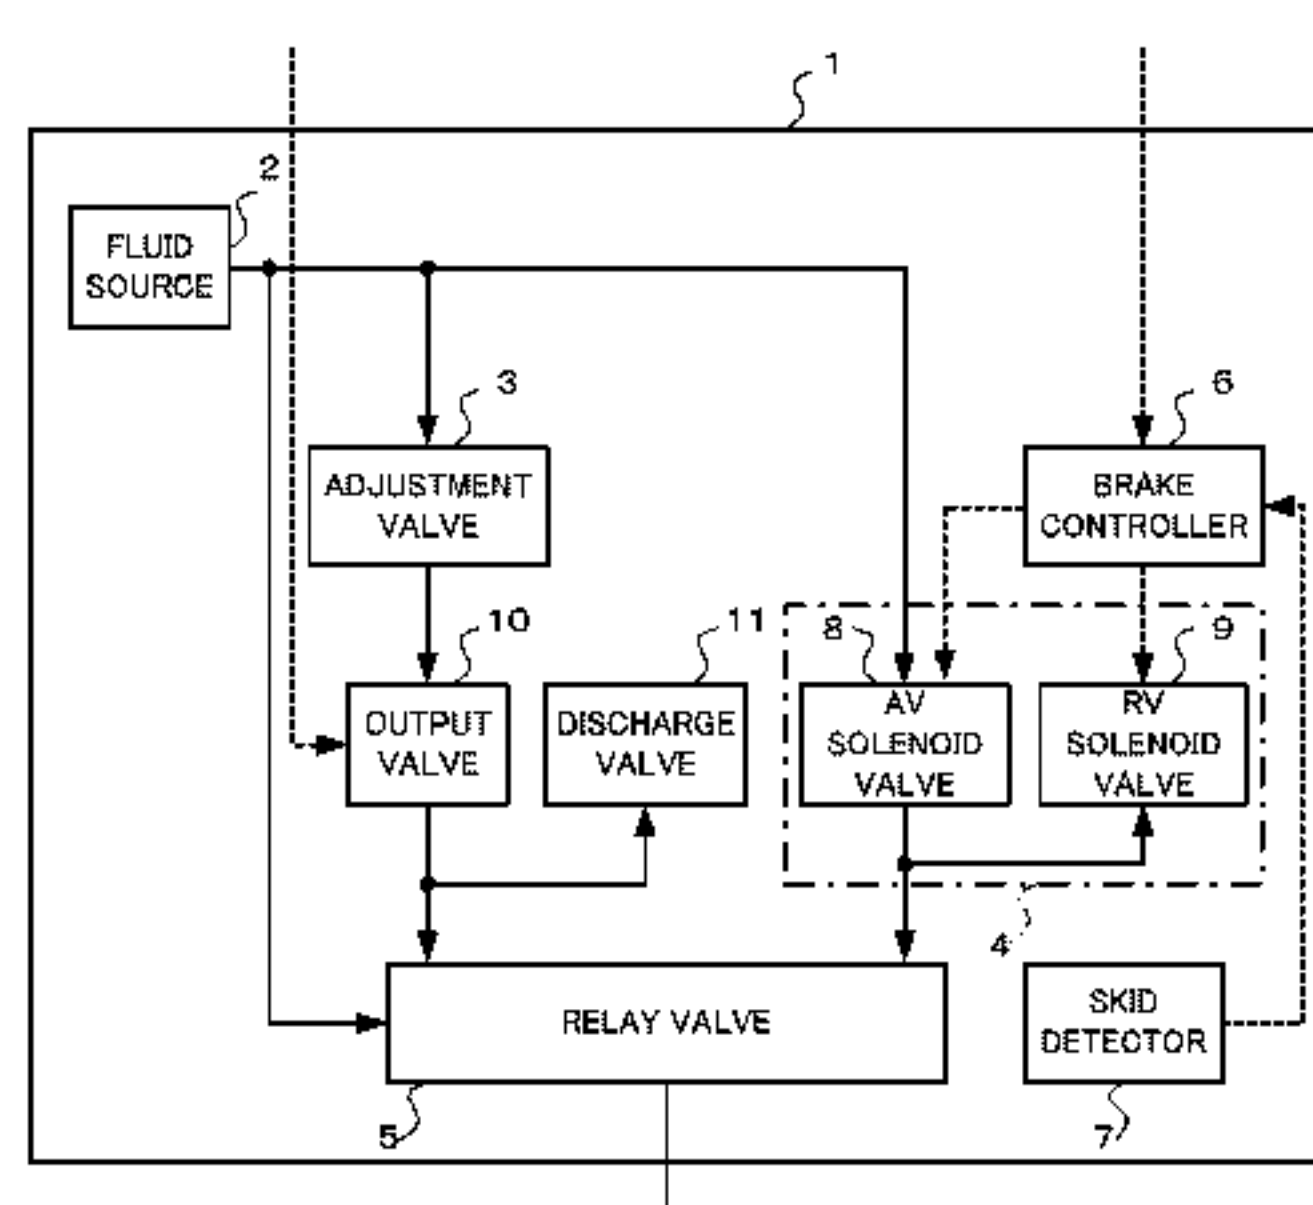 1
2
FLUID
SOURCE
3
6
ADJUSTMENT
VALVE
BRAKE
CONTROLLER
10
11
8
9
OUTPUT
VALVE
DISCHARGE
VALVE
AV
SOLENOID
VALVE
RV
SOLENOID
VALVE
4
RELAY VALVE
SKID
DETECTOR
5
7